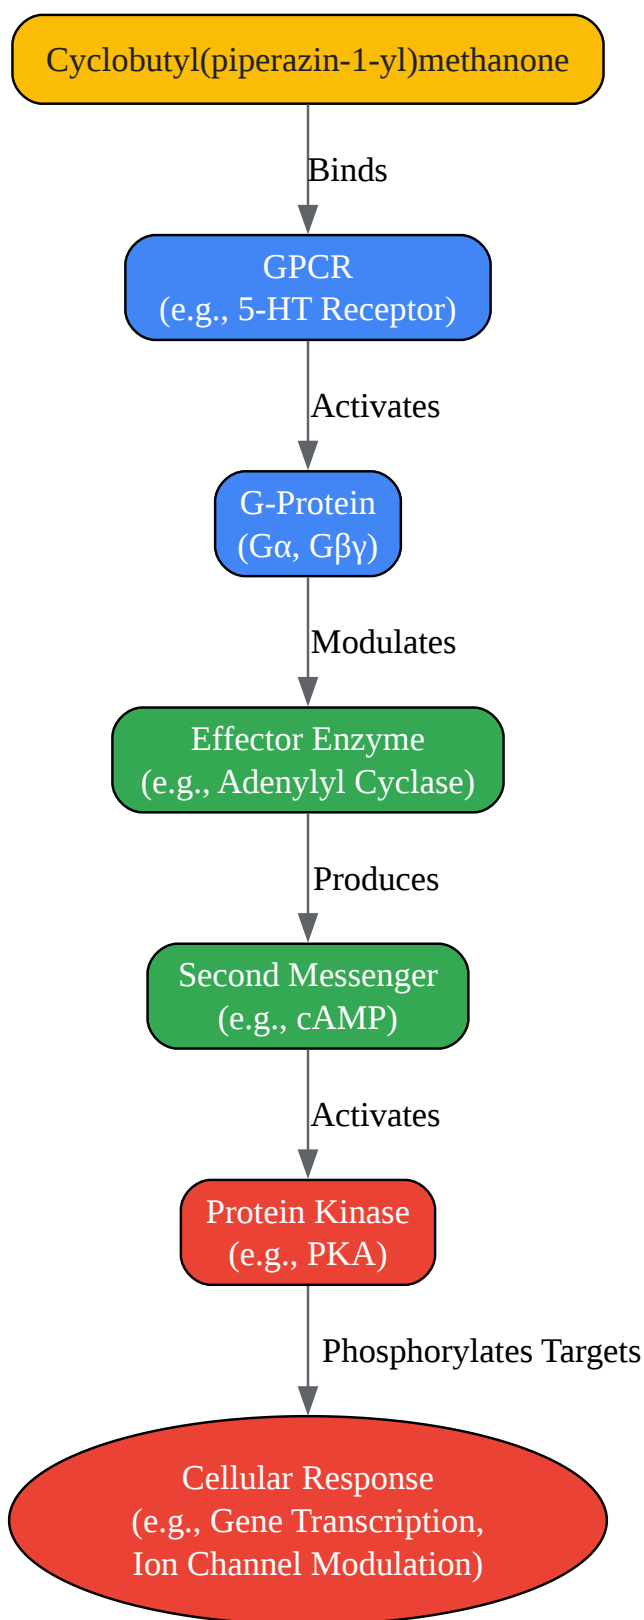 Cyclobutyl(piperazin-1-yl)methanone
Binds
GPCR
(e.g., 5-HT Receptor)
Activates
G-Protein
(Gα, Gβγ)
Modulates
Effector Enzyme
(e.g., Adenylyl Cyclase)
Produces
Second Messenger
(e.g., cAMP)
Activates
Protein Kinase
(e.g., PKA)
Phosphorylates Targets
Cellular Response
(e.g., Gene Transcription,
Ion Channel Modulation)